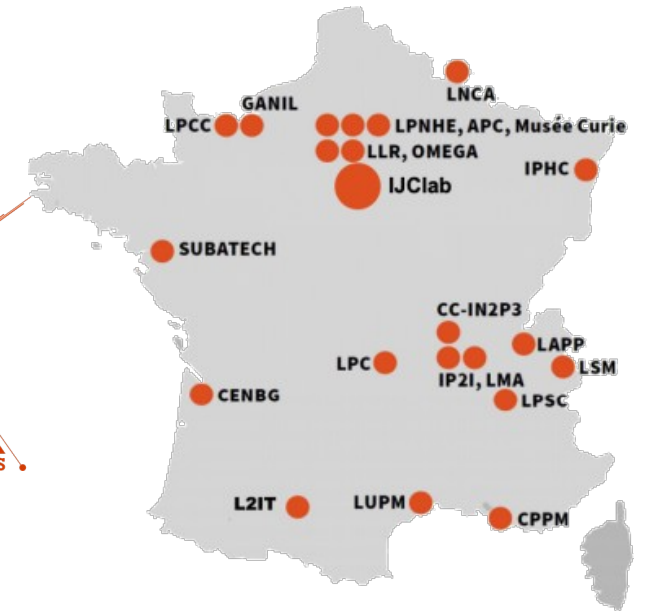 LNCA
GANIL
LPCC
LPNHE, APC, Musée Curie
LLR, OMEGA
IPHC
IJClab
SUBATECH
CC-IN2P3
LAPP
LPC
LSM
IP2I, LMA
CENBG
LPSC
L2IT
LUPM
CPPM